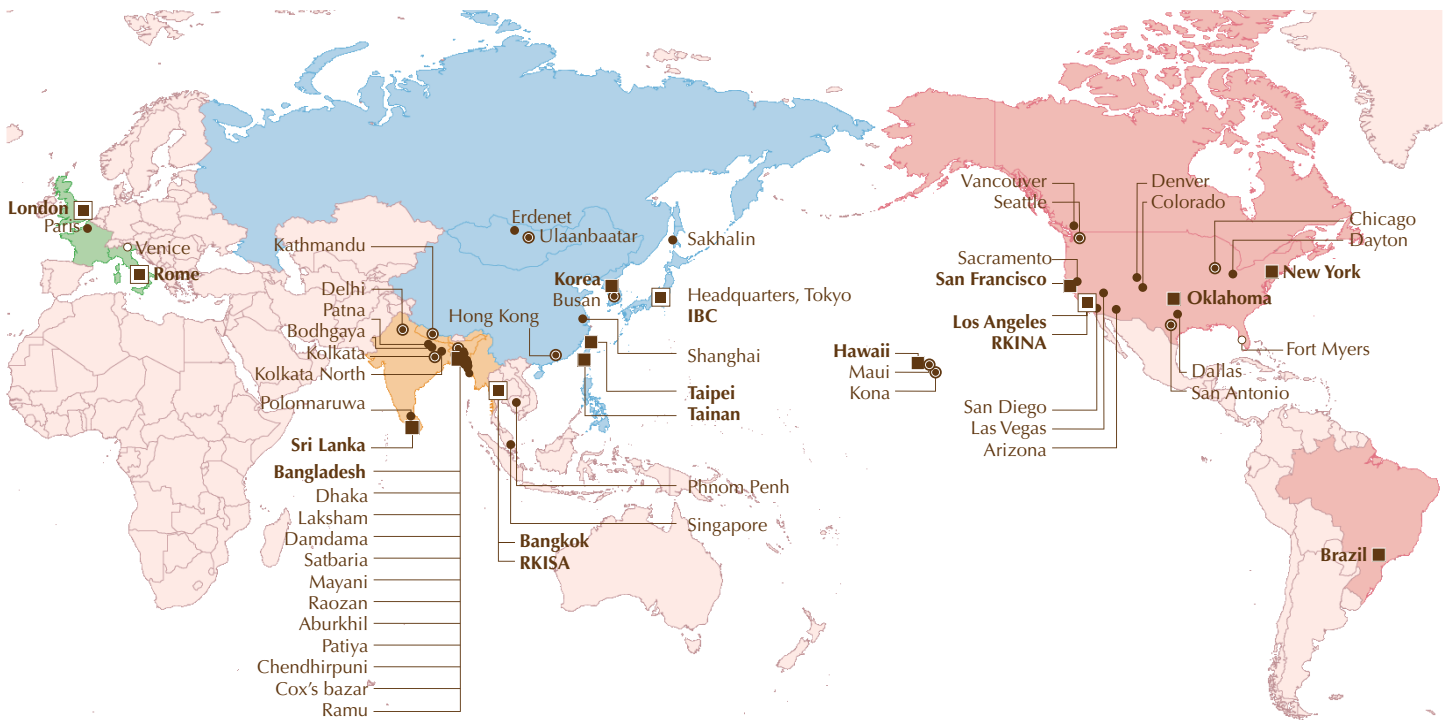 London
Paris
Venice
Rome
Erdenet
Ulaanbaatar
Kathmandu
Sakhalin
Delhi
Patna
Bodhgaya
Kolkata
Kolkata North
Polonnaruwa
Sri Lanka
Korea
Busan
Headquarters, Tokyo
IBC
Hong Kong
Shanghai
Taipei
Tainan
Bangladesh
Dhaka
Laksham
Damdama
Satbaria
Mayani
Raozan
Aburkhil
Patiya
Chendhirpuni
Cox's bazar
Ramu
Phnom Penh
Singapore
Bangkok
RKISA
Vancouver
Seattle
Denver
Colorado
Chicago
Dayton
Sacramento
San Francisco
New York
Oklahoma
Los Angeles
RKINA
Hawaii
Maui
Kona
Fort Myers
Dallas
San Antonio
San Diego
Las Vegas
Arizona
Brazil